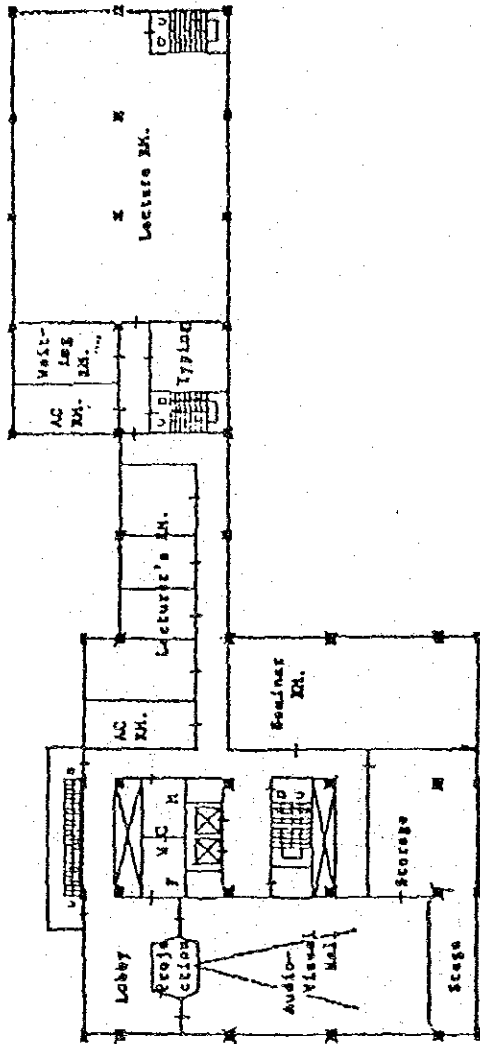 Lecture RM.
Wait-
ing
RM.
AC
RM.
Typing
U D
Lecturer's RM.
AC
RM.
Seminar
RM.
M
W.C
F
D U
Storage
Lobby
Proje
ction
Audio-
Visual
Hall
Stage